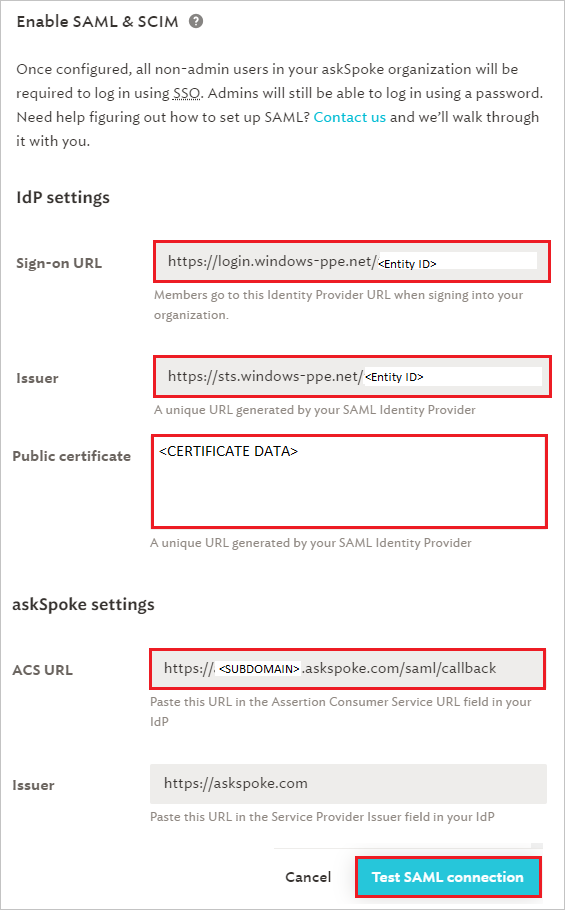 Enable SAML & SCIM ?
Once configured, all non-admin users in your askSpoke organization will be
required to log in using SSO. Admins will still be able to log in using a password.
Need help figuring out how to set up SAML? Contact us and we'll walk through
it with you.
IdP settings
Sign-on URL
https://login.windows-ppe.net/<Entity ID>
Members go to this Identity Provider URL when signing into your
organization.
Issuer
https://sts.windows-ppe.net/<Entity ID>
A unique URL generated by your SAML Identity Provider
Public certificate
<CERTIFICATE DATA>
A unique URL generated by your SAML Identity Provider
askSpoke settings
ACS URL
https://<SUBDOMAIN>.askspoke.com/saml/callback
Paste this URL in the Assertion Consumer Service URL field in your
IdP
Issuer
https://askspoke.com
Paste this URL in the Service Provider Issuer field in your IdP
Cancel
Test SAML connection